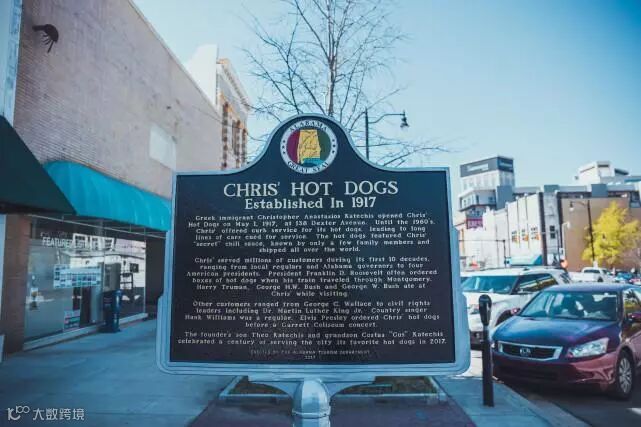 ALABAMA
GREAT SEAL
CHRIS' HOT DOGS
Established In 1917
Greek immigrant Christopher Anastasios Katechis opened Chris'
Hot Dogs on May 1, 1917, at 138 Dexter Avenue. Until the 1960's,
Chris' offered curb service for its hot dogs, leading to long
lines of cars cued for service. The hot dogs featured Chris'
"secret" chili sauce, known by only a few family members and
shipped all over the world.
Chris' served millions of customers during its first 10 decades,
ranging from local regulars and Alabama governors to four
American presidents. President Franklin D. Roosevelt often ordered
boxes of hot dogs when his train traveled through Montgomery.
Harry Truman, George H.W. Bush and George W. Bush ate at
Chris' while visiting.
Other customers ranged from George C. Wallace to civil rights
leaders including Dr. Martin Luther King Jr. Country singer
Hank Williams was a regular. Elvis Presley ordered Chris' hot dogs
before a Garrett Coliseum concert.
The founder's son Theo Katechis and grandson Costas "Gus" Katechis
celebrated a century of serving the city its favorite hot dogs in 2017.
ERECTED BY THE ALABAMA TOURISM DEPARTMENT
2017
FEATURED
大数跨境